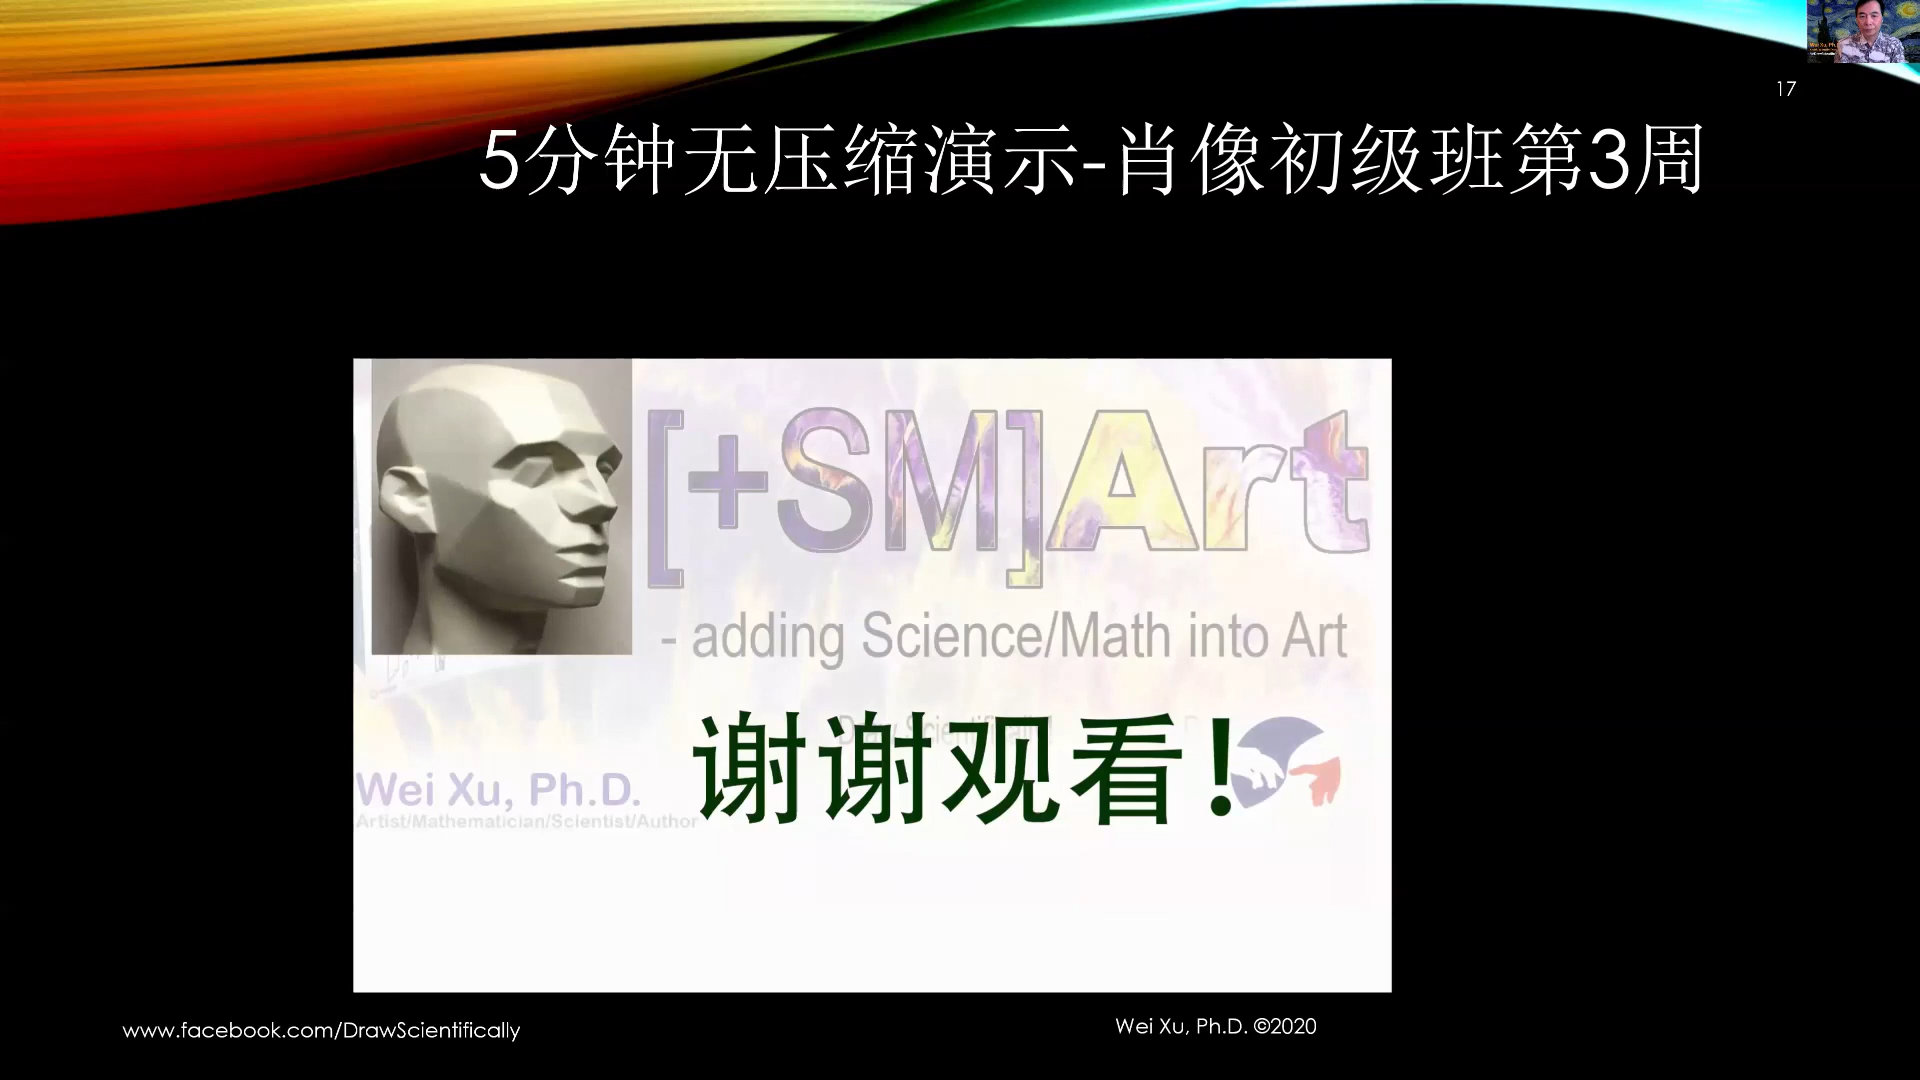 17
5分钟无压缩演示-肖像初级班第3周
[+SM]Art
- adding Science/Math into Art
谢谢观看！
Wei Xu, Ph.D.
Artist/Mathematician/Scientist/Author
www.facebook.com/DrawScientifically
Wei Xu, Ph.D. ©2020